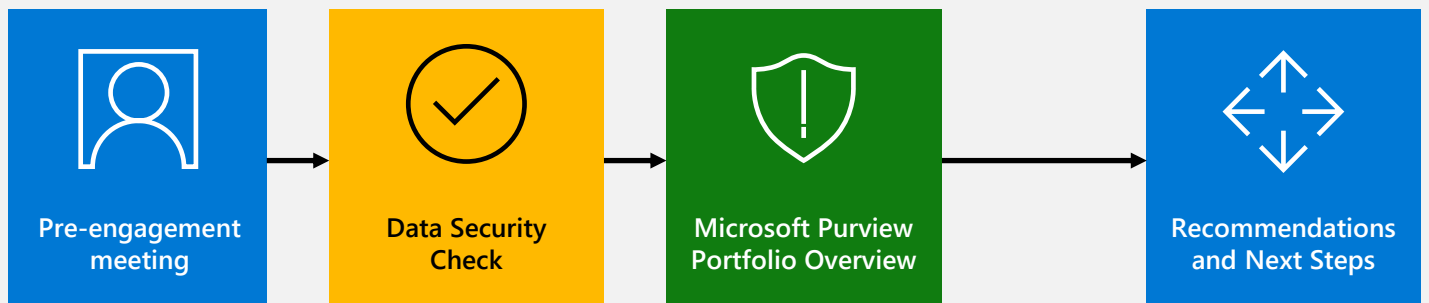 Pre-engagement
meeting
Data Security
Check
Microsoft Purview
Portfolio Overview
Recommendations
and Next Steps